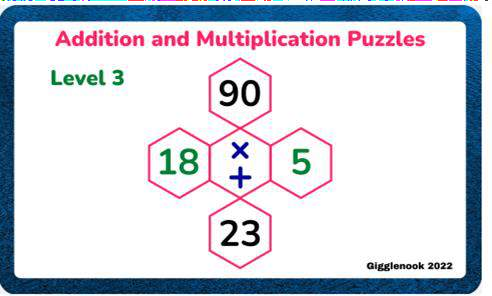 Addition and Multiplication Puzzles
Level 3
90
18 × 5
+
23
Gigglenook 2022